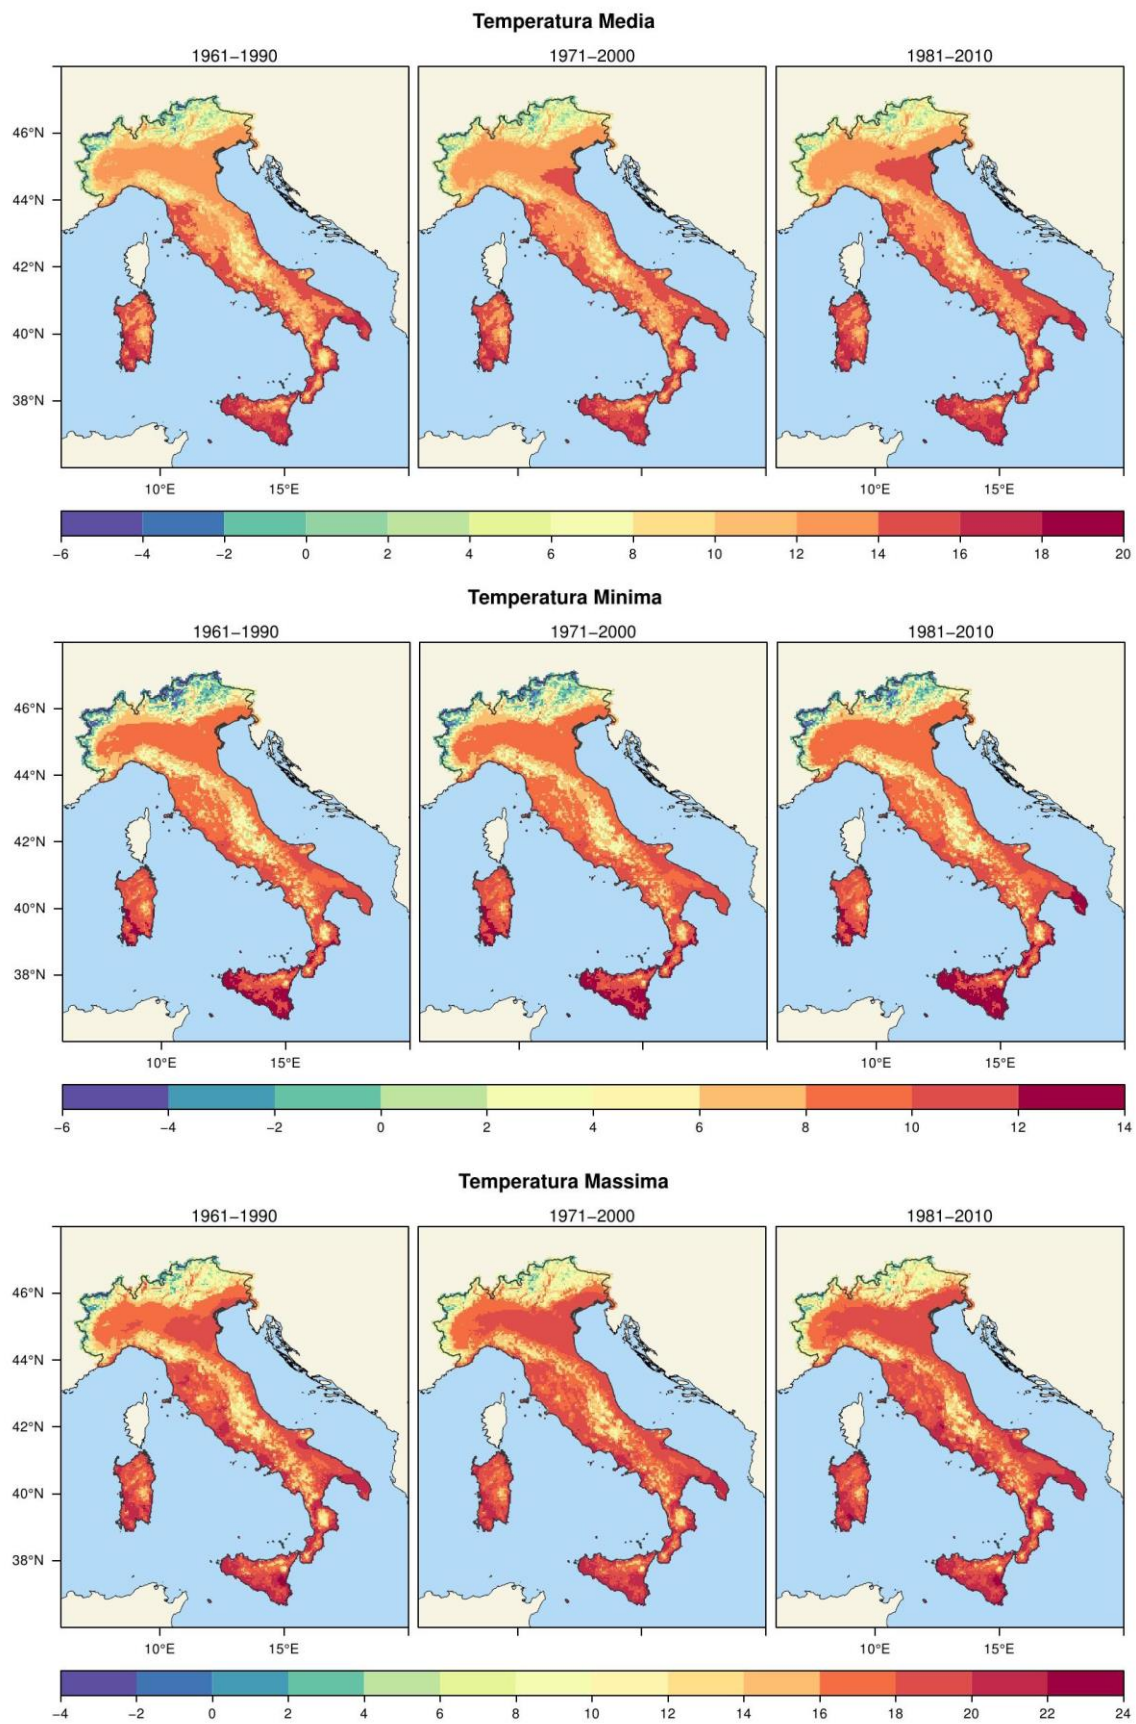 Temperatura Media
1961−1990 1971−2000 1981−2010
46°N
44°N
42°N
40°N
38°N
10°E 15°E 10°E 15°E
−6 −4 −2 0 2 4 6 8 10 12 14 16 18 20
Temperatura Minima
1961−1990 1971−2000 1981−2010
46°N
44°N
42°N
40°N
38°N
10°E 15°E 10°E 15°E
−6 −4 −2 0 2 4 6 8 10 12 14
Temperatura Massima
1961−1990 1971−2000 1981−2010
46°N
44°N
42°N
40°N
38°N
10°E 15°E 10°E 15°E
−4 −2 0 2 4 6 8 10 12 14 16 18 20 22 24